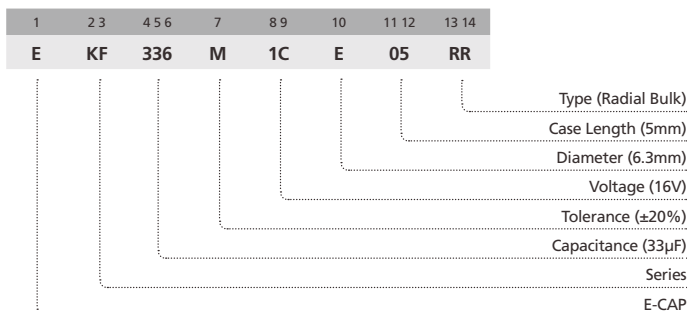 1 2 3 4 5 6 7 8 9 10 11 12 13 14
E KF 336 M 1C E 05 RR
Type (Radial Bulk)
Case Length (5mm)
Diameter (6.3mm)
Voltage (16V)
Tolerance (±20%)
Capacitance (33µF)
Series
E-CAP